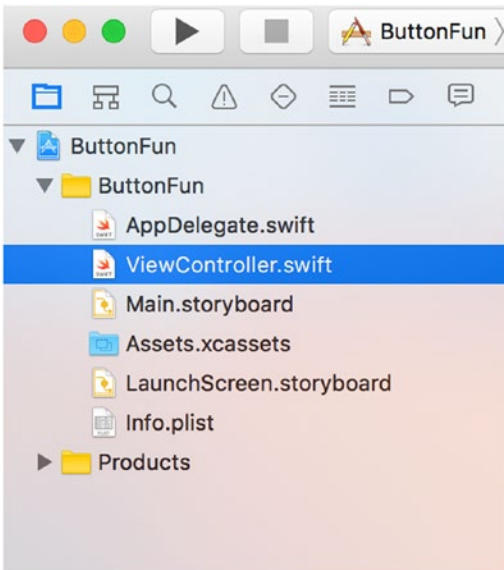 ButtonFun
ButtonFun
ButtonFun
AppDelegate.swift
ViewController.swift
Main.storyboard
Assets.xcassets
LaunchScreen.storyboard
Info.plist
Products